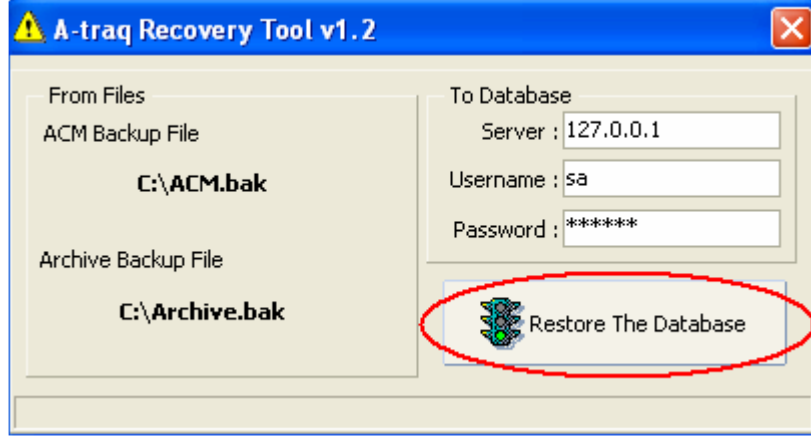 A-traq Recovery Tool v1.2
From Files
ACM Backup File
C:\ACM.bak
Archive Backup File
C:\Archive.bak
To Database
Server : 127.0.0.1
Username : sa
Password : ******
Restore The Database